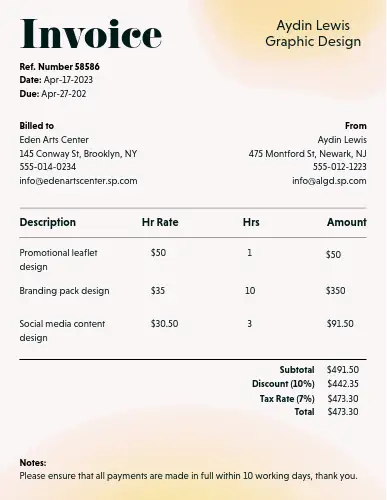 Invoice
Aydin Lewis
Graphic Design
Ref. Number 58586
Date: Apr-17-2023
Due: Apr-27-202
Billed to
Eden Arts Center
145 Conway St, Brooklyn, NY
555-014-0234
info@edenartscenter.sp.com
From
Aydin Lewis
475 Montford St, Newark, NJ
555-012-1223
info@algd.sp.com
Description Hr Rate Hrs Amount
Promotional leaflet $50 1 $50
design
Branding pack design $35 10 $350
Social media content $30.50 3 $91.50
design
Subtotal $491.50
Discount (10%) $442.35
Tax Rate (7%) $473.30
Total $473.30
Notes:
Please ensure that all payments are made in full within 10 working days, thank you.